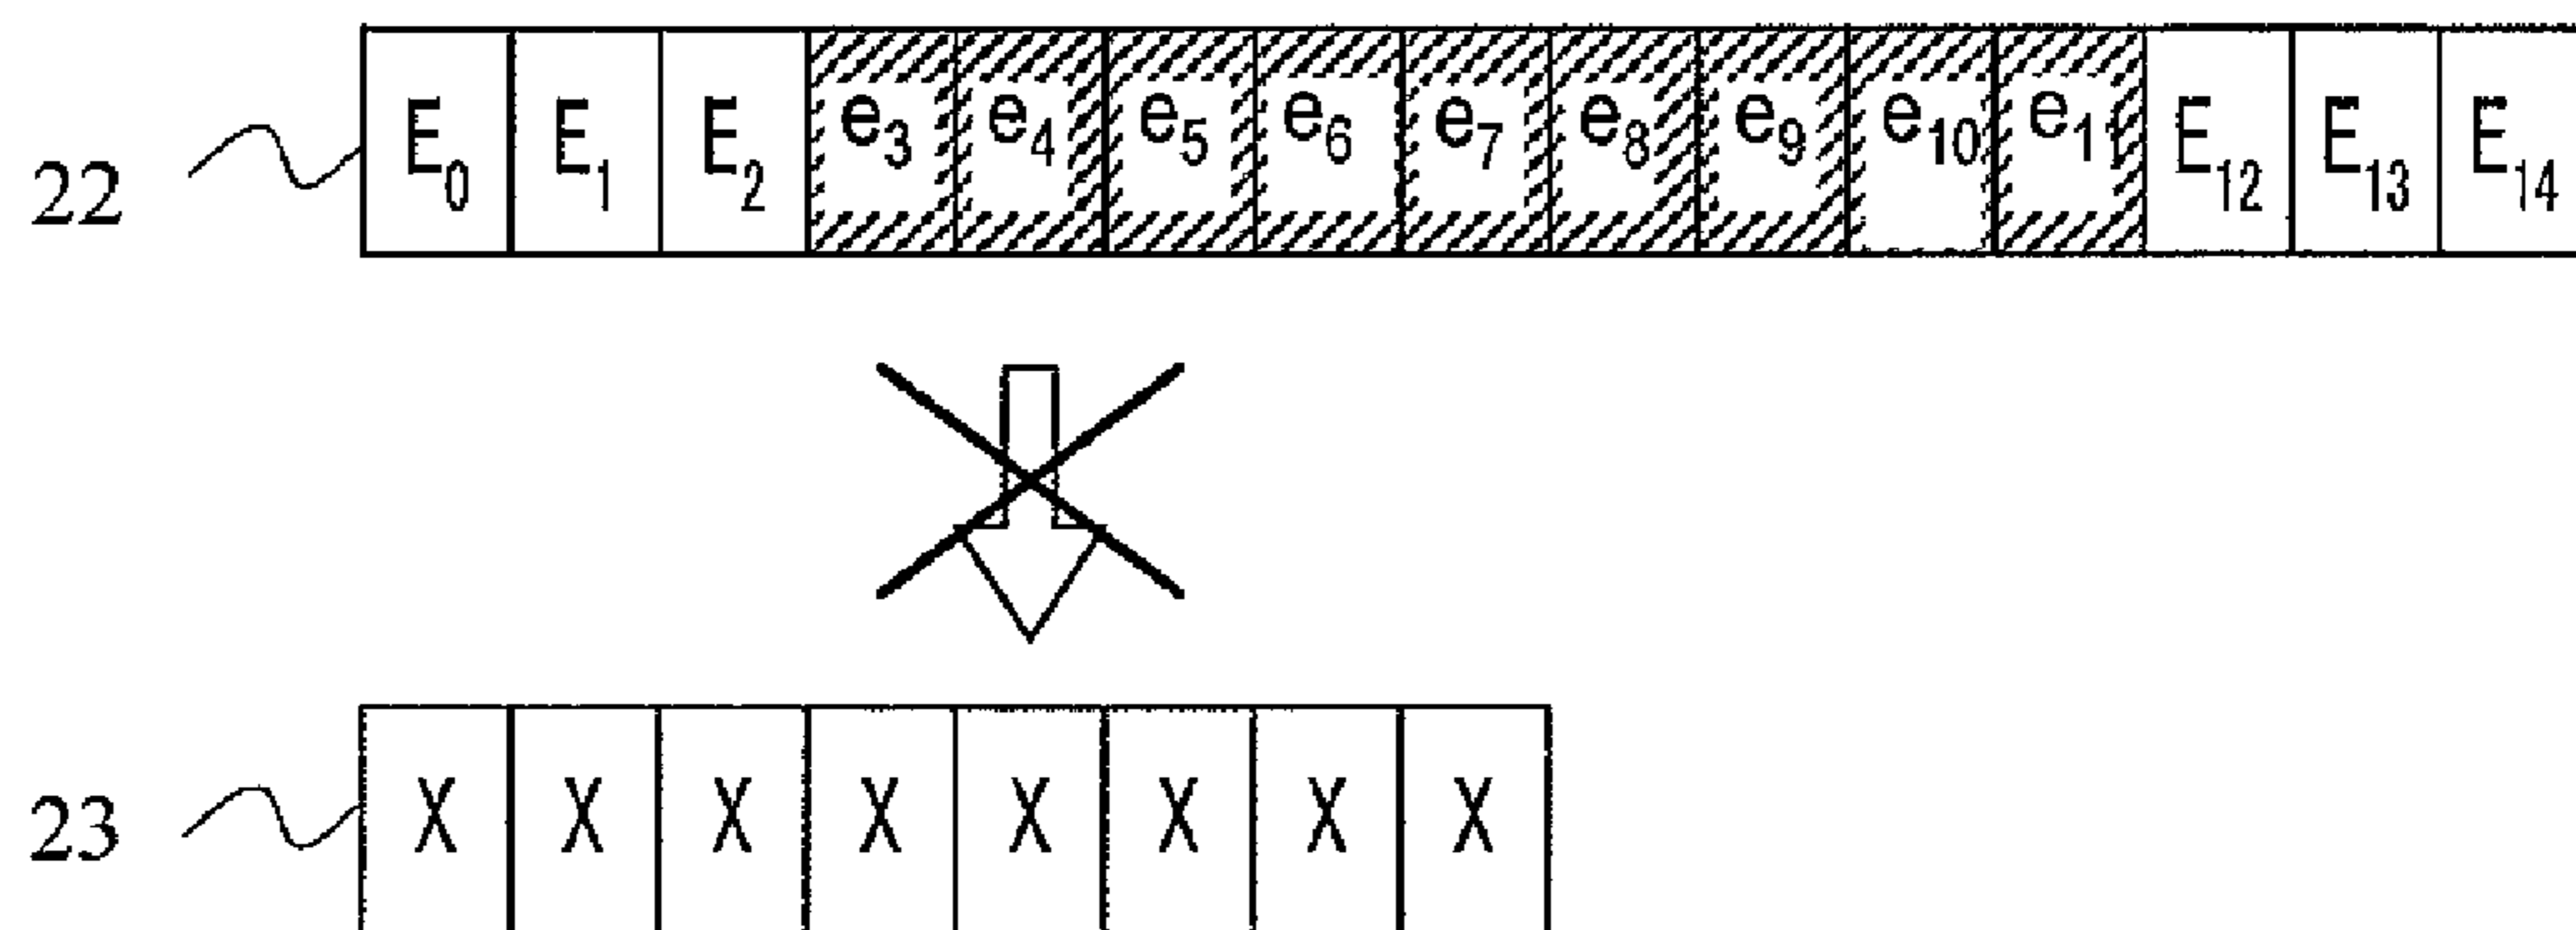 22 E₀ E₁ E₂ e₃ e₄ e₅ e₆ e₇ e₈ e₉ e₁₀ e₁₁ E₁₂ E₁₃ E₁₄
23 X X X X X X X X